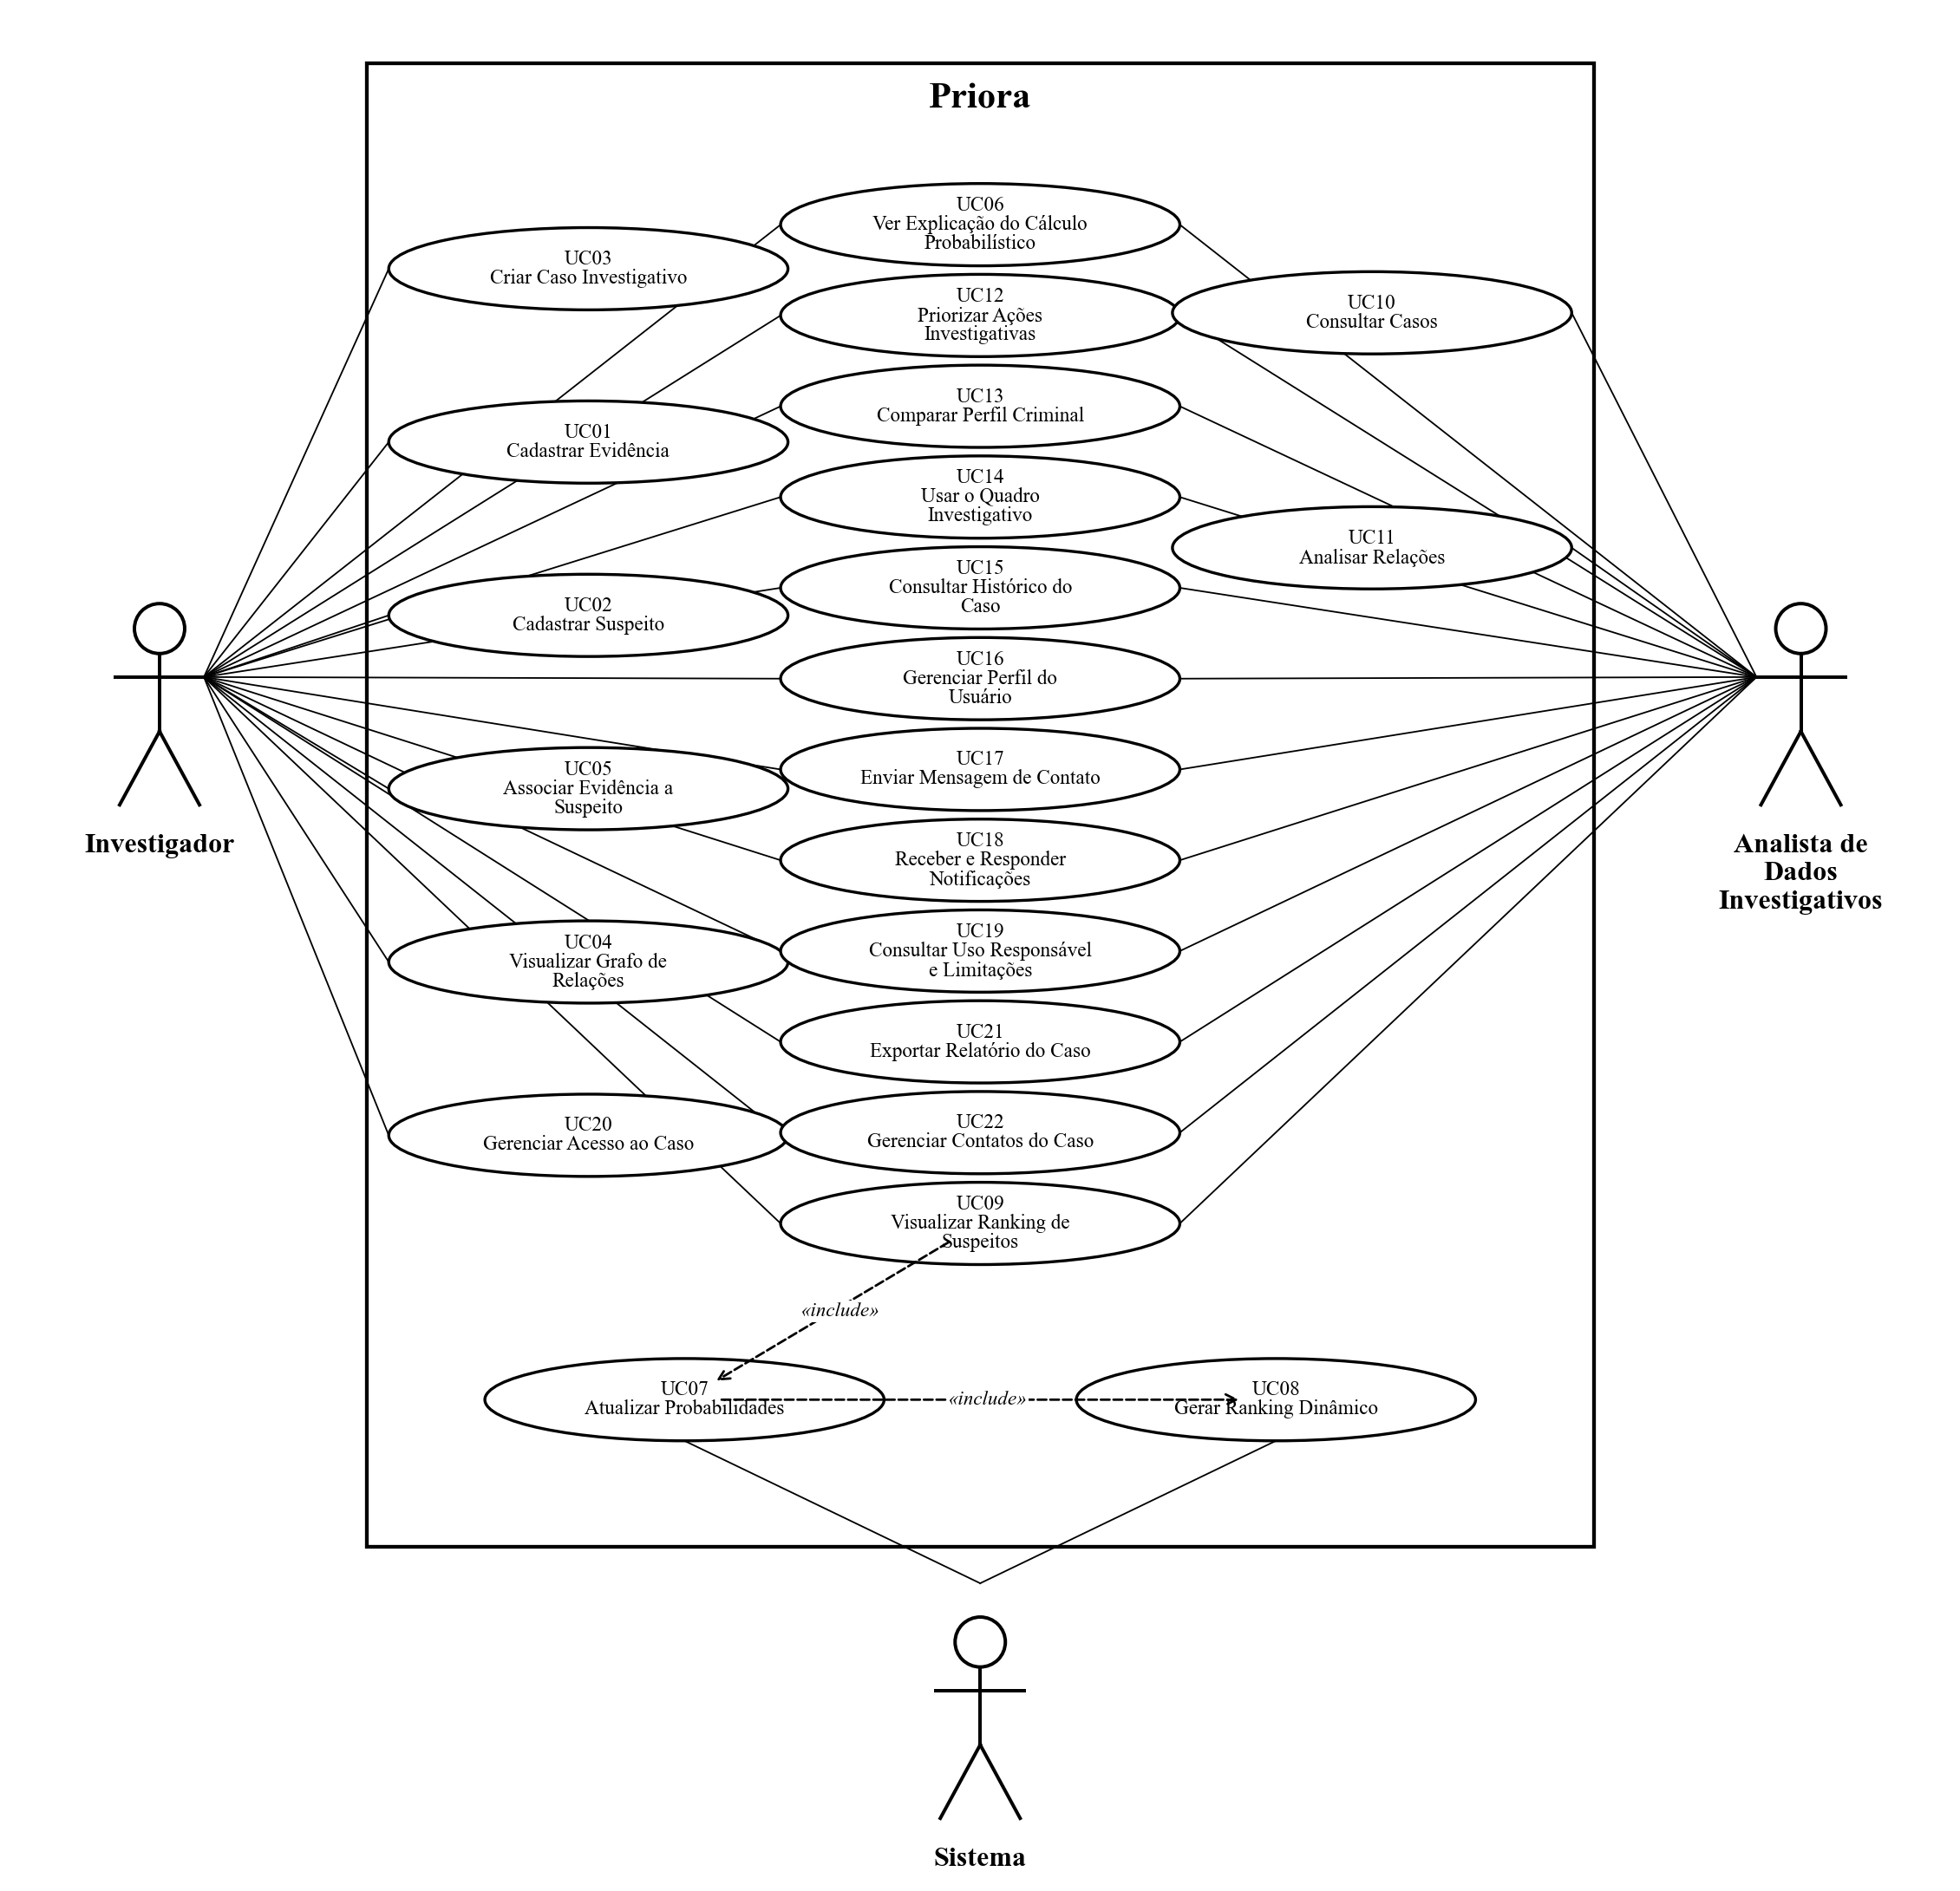 Priora
UC06
Ver Explicação do Cálculo
Probabilístico
UC03
Criar Caso Investigativo
UC12
Priorizar Ações
Investigativas
UC10
Consultar Casos
UC13
Comparar Perfil Criminal
UC01
Cadastrar Evidência
UC14
Usar o Quadro
Investigativo
UC11
Analisar Relações
UC15
Consultar Histórico do
Caso
UC02
Cadastrar Suspeito
UC16
Gerenciar Perfil do
Usuário
UC17
Enviar Mensagem de Contato
UC05
Associar Evidência a
Suspeito
Investigador
Analista de
Dados
Investigativos
UC18
Receber e Responder
Notificações
UC19
Consultar Uso Responsável
e Limitações
UC04
Visualizar Grafo de
Relações
UC21
Exportar Relatório do Caso
UC20
Gerenciar Acesso ao Caso
UC22
Gerenciar Contatos do Caso
UC09
Visualizar Ranking de
Suspeitos
«include»
UC07
Atualizar Probabilidades
«include»
UC08
Gerar Ranking Dinâmico
Sistema